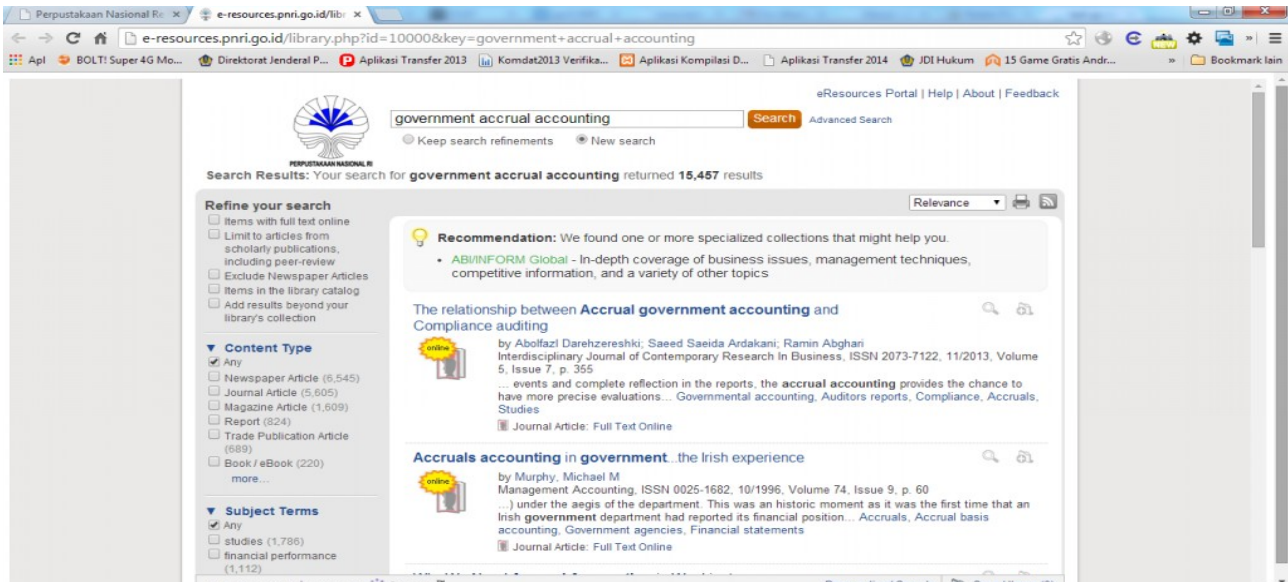 Perpustakaan Nasional Re
e-resources.pnri.go.id/libr
e-resources.pnri.go.id/library.php?id=10000&key=government+accrual+accounting
Apl
BOLT! Super 4G Mo...
Direktorat Jenderal P...
Aplikasi Transfer 2013
Komdat2013 Verifika...
Aplikasi Kompilasi D...
Aplikasi Transfer 2014
JDI Hukum
15 Game Gratis Andr...
»
Bookmark lain
eResources Portal | Help | About | Feedback
government accrual accounting
Search
Advanced Search
Keep search refinements
New search
PERPUSTAKAAN NASIONAL RI
Search Results: Your search for government accrual accounting returned 15,457 results
Refine your search
Items with full text online
Limit to articles from
scholarly publications,
including peer-review
Exclude Newspaper Articles
Items in the library catalog
Add results beyond your
library's collection
Content Type
Any
Newspaper Article (6,545)
Journal Article (5,605)
Magazine Article (1,609)
Report (824)
Trade Publication Article
(689)
Book / eBook (220)
more...
Subject Terms
Any
studies (1,786)
financial performance
(1,112)
Relevance
Recommendation: We found one or more specialized collections that might help you.
• ABI/INFORM Global - In-depth coverage of business issues, management techniques,
competitive information, and a variety of other topics
The relationship between Accrual government accounting and
Compliance auditing
online
by Abolfazl Darehzereshki; Saeed Saeida Ardakani; Ramin Abghari
Interdisciplinary Journal of Contemporary Research In Business, ISSN 2073-7122, 11/2013, Volume
5, Issue 7, p. 355
... events and complete reflection in the reports, the accrual accounting provides the chance to
have more precise evaluations... Governmental accounting, Auditors reports, Compliance, Accruals,
Studies
Journal Article: Full Text Online
Accruals accounting in government...the Irish experience
online
by Murphy, Michael M
Management Accounting, ISSN 0025-1682, 10/1996, Volume 74, Issue 9, p. 60
...) under the aegis of the department. This was an historic moment as it was the first time that an
Irish government department had reported its financial position... Accruals, Accrual basis
accounting, Government agencies, Financial statements
Journal Article: Full Text Online